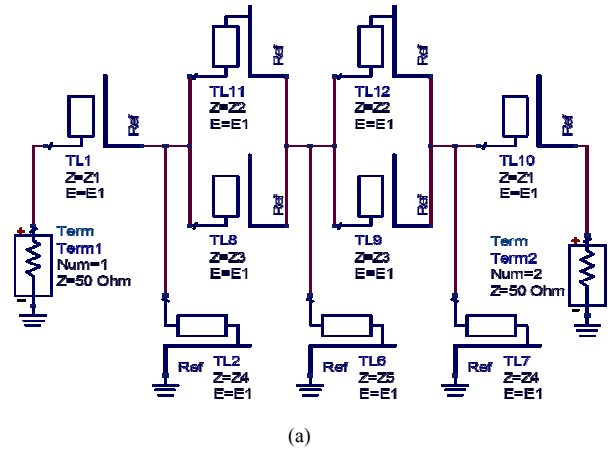 Ref
Ref
TL11
Z=Z2
E=E1
TL12
Z=Z2
E=E1
Ref
TL1
Z=Z1
E=E1
Ref
TL10
Z=Z1
E=E1
Ref
TL8
Z=Z3
E=E1
Ref
TL9
Z=Z3
E=E1
+
Term
Term1
Num=1
Z=50 Ohm
-
+
Term
Term2
Num=2
Z=50 Ohm
-
Ref
TL2
Z=Z4
E=E1
Ref
TL6
Z=Z5
E=E1
Ref
TL7
Z=Z4
E=E1
(a)